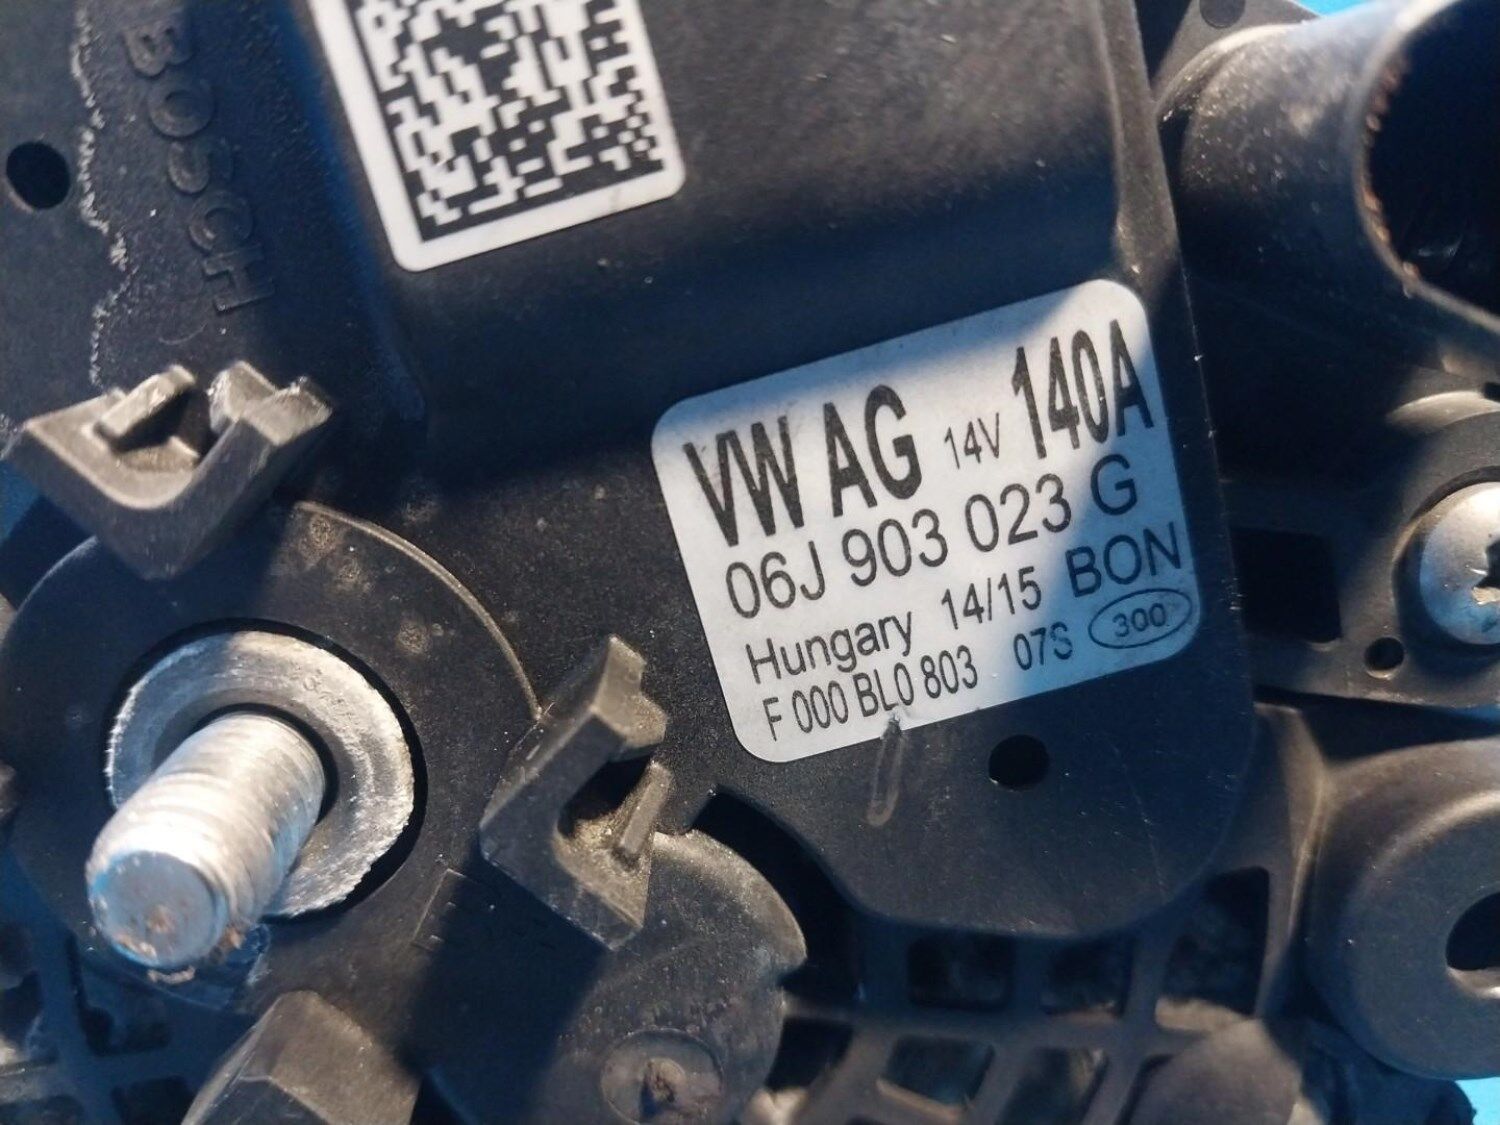 BOSCH
VW AG 14V 140A
06J 903 023 G
Hungary 14/15 BON
F 000 BL0 803 07S 300